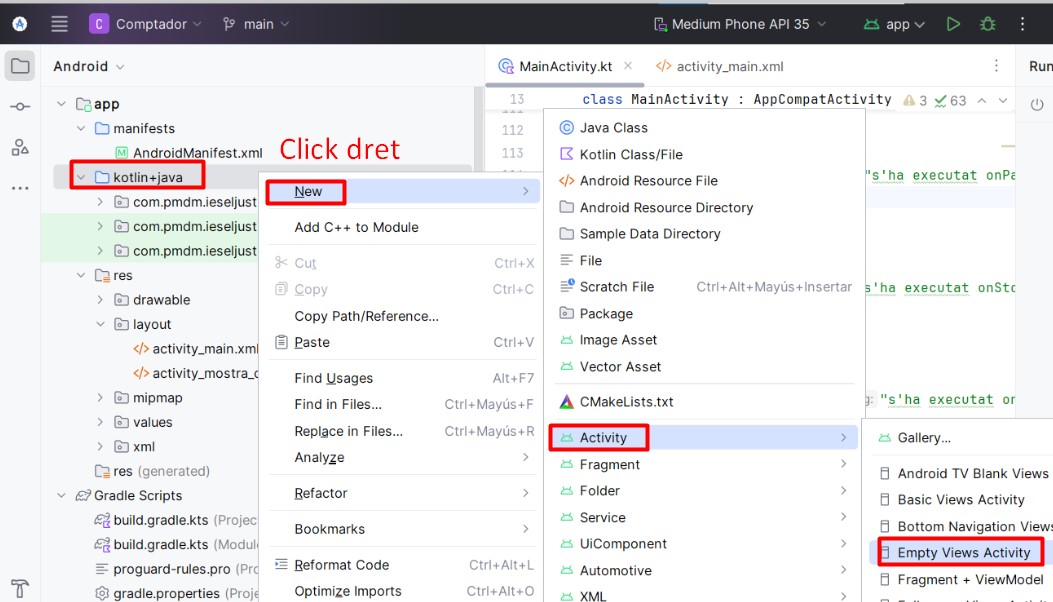 C Comptador main Medium Phone API 35 app
Android MainActivity.kt activity_main.xml Run
app
manifests
AndroidManifest.xml
kotlin+java
com.pmdm.ieseljust
com.pmdm.ieseljust
com.pmdm.ieseljust
res
drawable
layout
activity_main.xml
activity_mostra_
mipmap
values
xml
res (generated)
Gradle Scripts
build.gradle.kts (Projec
build.gradle.kts (Module
proguard-rules.pro (Pro
gradle.properties (Projec
Click dret
New
Add C++ to Module
Cut Ctrl+X
Copy Ctrl+C
Copy Path/Reference...
Paste Ctrl+V
Find Usages Alt+F7
Find in Files... Ctrl+Mayús+F
Replace in Files... Ctrl+Mayús+R
Analyze
Refactor
Bookmarks
Reformat Code Ctrl+Alt+L
Optimize Imports Ctrl+Alt+O
13 class MainActivity : AppCompatActivity 3 63
112
113
"s'ha executat onPa
s'ha executat onSto
g: "s'ha executat on
Java Class
Kotlin Class/File
Android Resource File
Android Resource Directory
Sample Data Directory
File
Scratch File Ctrl+Alt+Mayús+Insertar
Package
Image Asset
Vector Asset
CMakeLists.txt
Activity
Fragment
Folder
Service
UiComponent
Automotive
XML
Gallery...
Android TV Blank Views
Basic Views Activity
Bottom Navigation Views
Empty Views Activity
Fragment + ViewModel